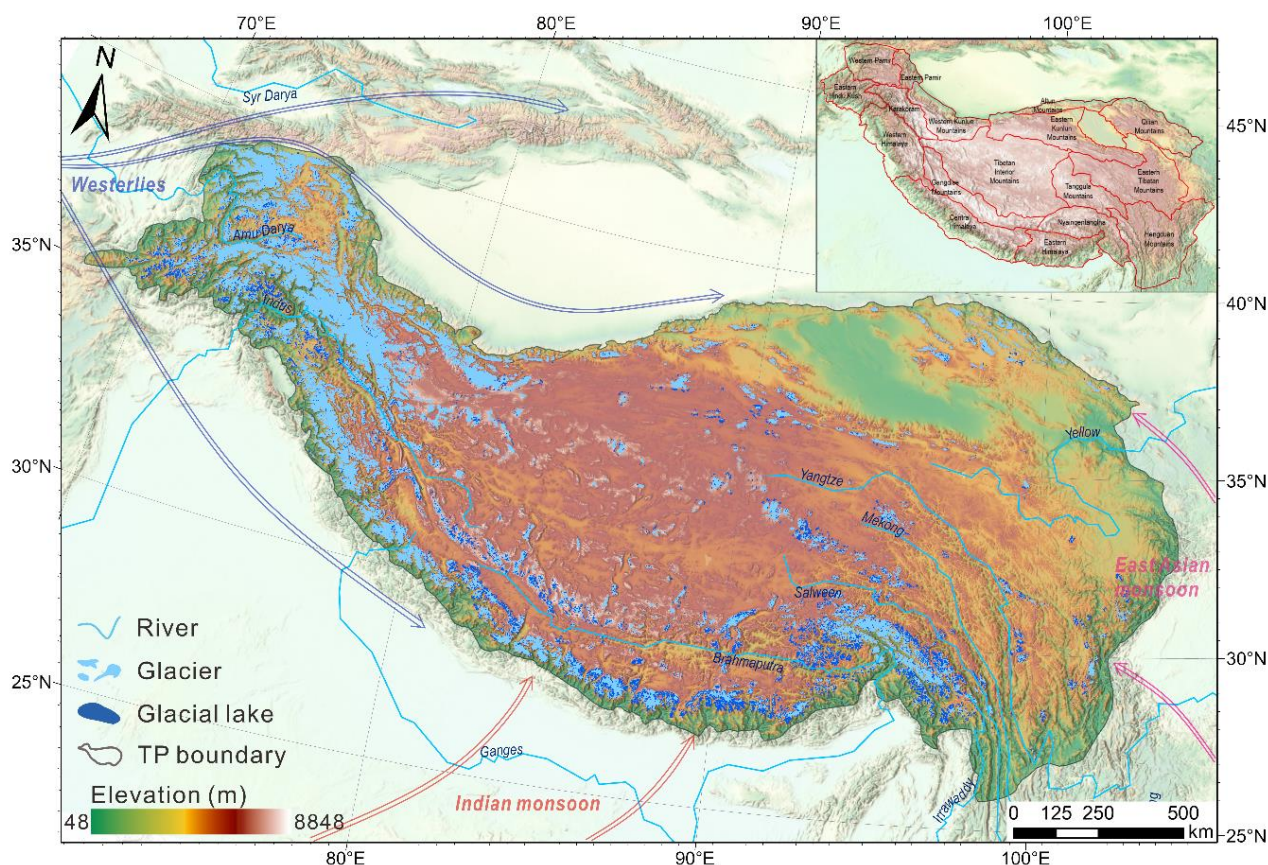 70°E
80°E
90°E
100°E
N
Syr Darya
Westerlies
Amu Darya
Indus
45°N
40°N
35°N
30°N
25°N
35°N
30°N
25°N
Western Pamir
Eastern Pamir
Eastern
Hindu Kush
Karakoram
Western
Himalaya
Western Kunlun
Mountains
Altun
Mountains
Eastern
Kunlun
Mountains
Qilian
Mountains
Tibetan
Interior
Mountains
Gangdise
Mountains
Tanggula
Mountains
Eastern
Tibetan
Mountains
Central
Himalaya
Nyainqentanglha
Eastern
Himalaya
Hengduan
Mountains
Yellow
Yangtze
Mekong
Salween
Brahmaputra
East Asian
monsoon
Ganges
Indian monsoon
Irrawaddy
River
Glacier
Glacial lake
TP boundary
Elevation (m)
48
8848
0 125 250 500
km
80°E
90°E
100°E